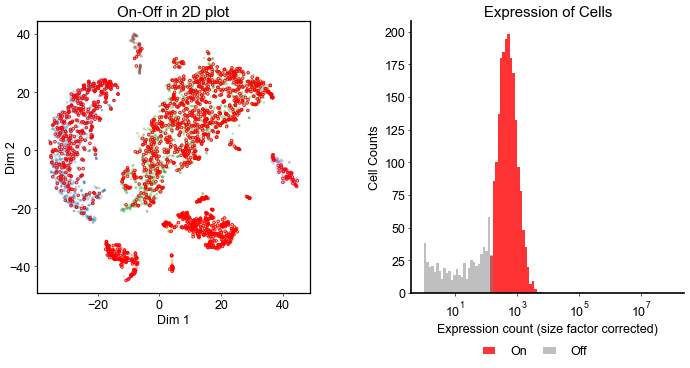 On-Off in 2D plot
40
20
0
−20
−40
−20
0
20
40
Dim 2
Dim 1
Expression of Cells
200
175
150
125
100
75
50
25
0
10^1
10^3
10^5
10^7
Cell Counts
Expression count (size factor corrected)
On
Off